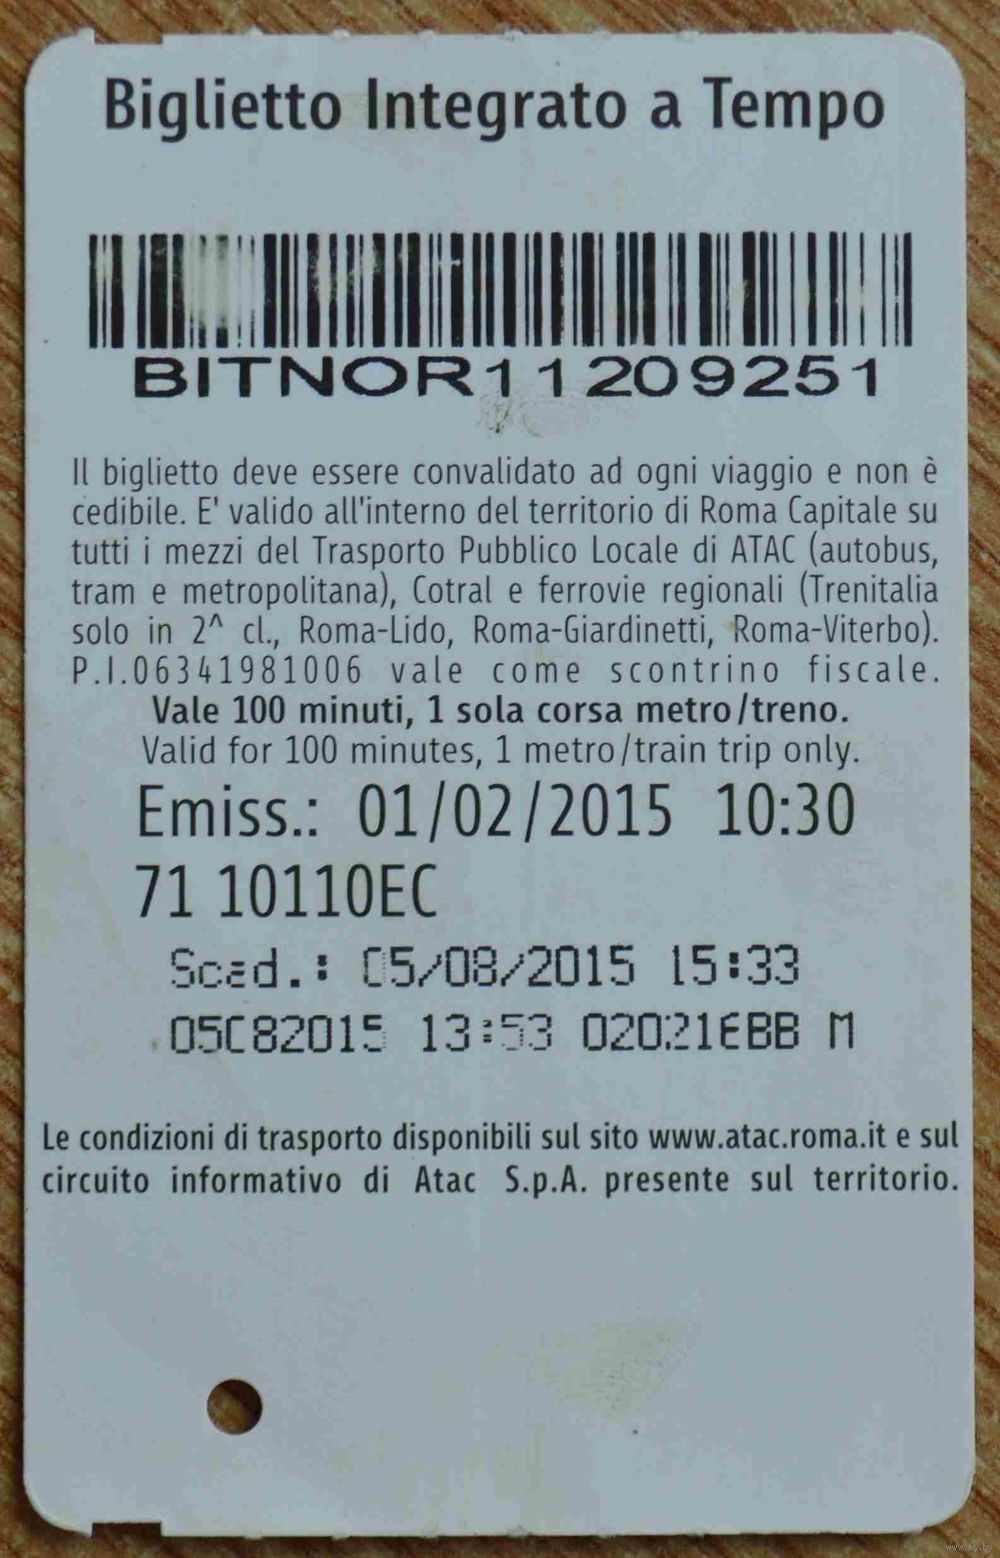 Biglietto Integrato a Tempo
BITNOR11209251
Il biglietto deve essere convalidato ad ogni viaggio e non è
cedibile. E' valido all'interno del territorio di Roma Capitale su
tutti i mezzi del Trasporto Pubblico Locale di ATAC (autobus,
tram e metropolitana), Cotral e ferrovie regionali (Trenitalia
solo in 2^ cl., Roma-Lido, Roma-Giardinetti, Roma-Viterbo).
P.I.06341981006 vale come scontrino fiscale.
Vale 100 minuti, 1 sola corsa metro/treno.
Valid for 100 minutes, 1 metro/train trip only.
Emiss.: 01/02/2015 10:30
71 10110EC
Scad.: 05/08/2015 15:33
05082015 13:53 02021EBB M
Le condizioni di trasporto disponibili sul sito www.atac.roma.it e sul
circuito informativo di Atac S.p.A. presente sul territorio.
www.ay.by